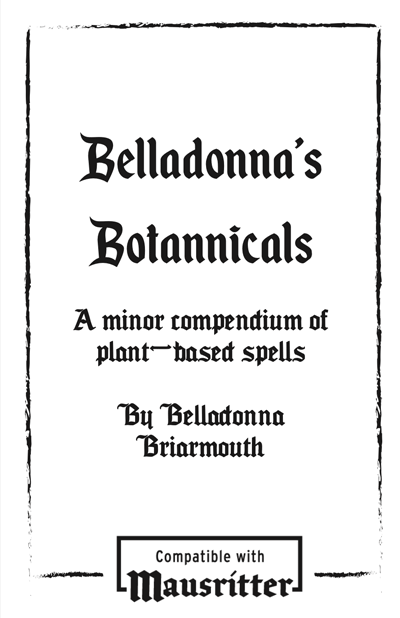 Belladonna's
Botannicals
A minor compendium of
plant-based spells
By Belladonna
Briarmouth
Compatible with
Mausritter